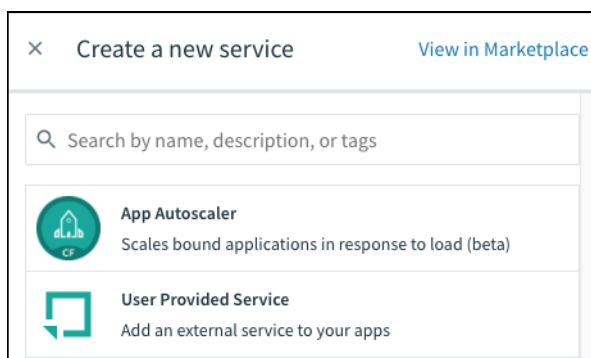 × Create a new service View in Marketplace
Search by name, description, or tags
App Autoscaler
Scales bound applications in response to load (beta)
CF
User Provided Service
Add an external service to your apps